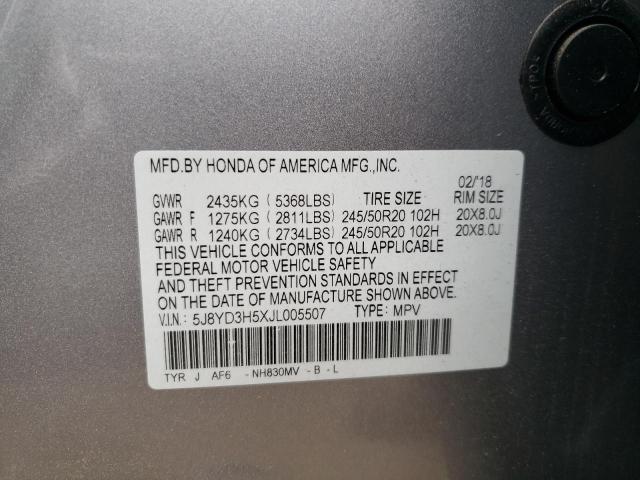 MFD.BY HONDA OF AMERICA MFG.,INC.
02/'18
GVWR 2435KG ( 5368LBS) TIRE SIZE RIM SIZE
GAWR F 1275KG ( 2811LBS) 245/50R20 102H 20X8.0J
GAWR R 1240KG ( 2734LBS) 245/50R20 102H 20X8.0J
THIS VEHICLE CONFORMS TO ALL APPLICABLE
FEDERAL MOTOR VEHICLE SAFETY
AND THEFT PREVENTION STANDARDS IN EFFECT
ON THE DATE OF MANUFACTURE SHOWN ABOVE.
V.I.N.: 5J8YD3H5XJL005507 TYPE: MPV
TYR J AF6 -NH830MV -B -L